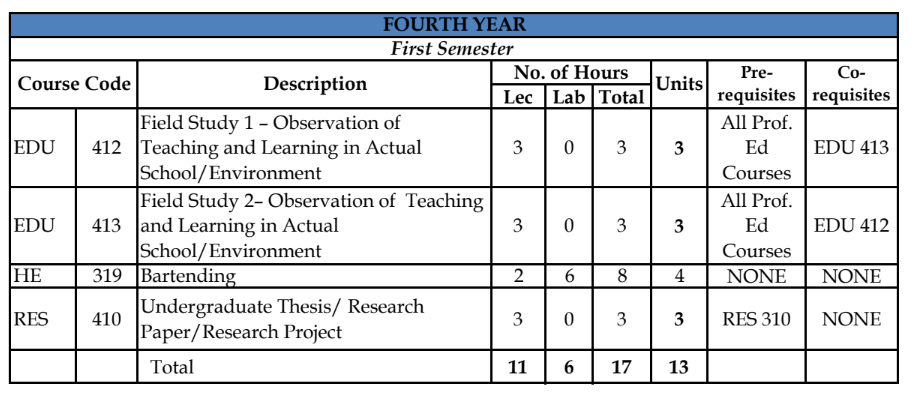 FOURTH YEAR
First Semester
Course Code Description No. of Hours Units Pre-requisites Co-requisites
Lec Lab Total
EDU 412 Field Study 1 – Observation of Teaching and Learning in Actual School/Environment 3 0 3 3 All Prof. Ed Courses EDU 413
EDU 413 Field Study 2– Observation of Teaching and Learning in Actual School/Environment 3 0 3 3 All Prof. Ed Courses EDU 412
HE 319 Bartending 2 6 8 4 NONE NONE
RES 410 Undergraduate Thesis/ Research Paper/Research Project 3 0 3 3 RES 310 NONE
Total 11 6 17 13